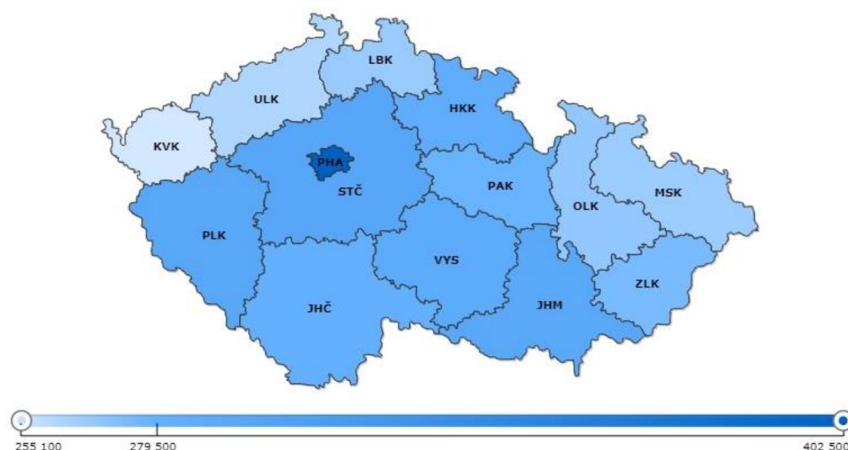 LBK
ULK
HKK
KVK
PHA
PAK
STČ
MSK
OLK
PLK
VYS
ZLK
JHČ
JHM
255 100 279 500 402 500